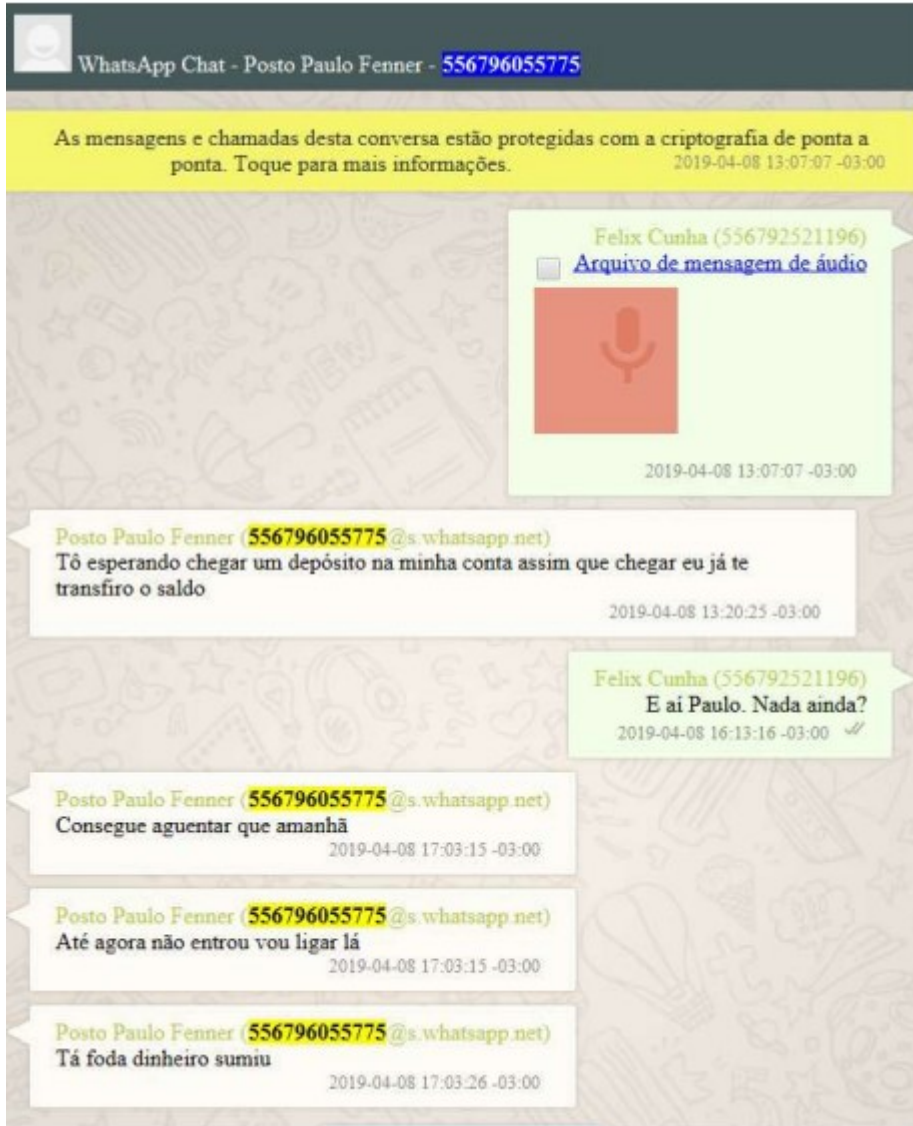 WhatsApp Chat - Posto Paulo Fenner - 556796055775
As mensagens e chamadas desta conversa estão protegidas com a criptografia de ponta a
ponta. Toque para mais informações.
2019-04-08 13:07:07 -03:00
Felix Cunha (556792521196)
Arquivo de mensagem de áudio
2019-04-08 13:07:07 -03:00
Posto Paulo Fenner (556796055775@s.whatsapp.net)
Tô esperando chegar um depósito na minha conta assim que chegar eu já te
transfiro o saldo
2019-04-08 13:20:25 -03:00
Felix Cunha (556792521196)
E aí Paulo. Nada ainda?
2019-04-08 16:13:16 -03:00
Posto Paulo Fenner (556796055775@s.whatsapp.net)
Consegue aguentar que amanhã
2019-04-08 17:03:15 -03:00
Posto Paulo Fenner (556796055775@s.whatsapp.net)
Até agora não entrou vou ligar lá
2019-04-08 17:03:15 -03:00
Posto Paulo Fenner (556796055775@s.whatsapp.net)
Tá foda dinheiro sumiu
2019-04-08 17:03:26 -03:00